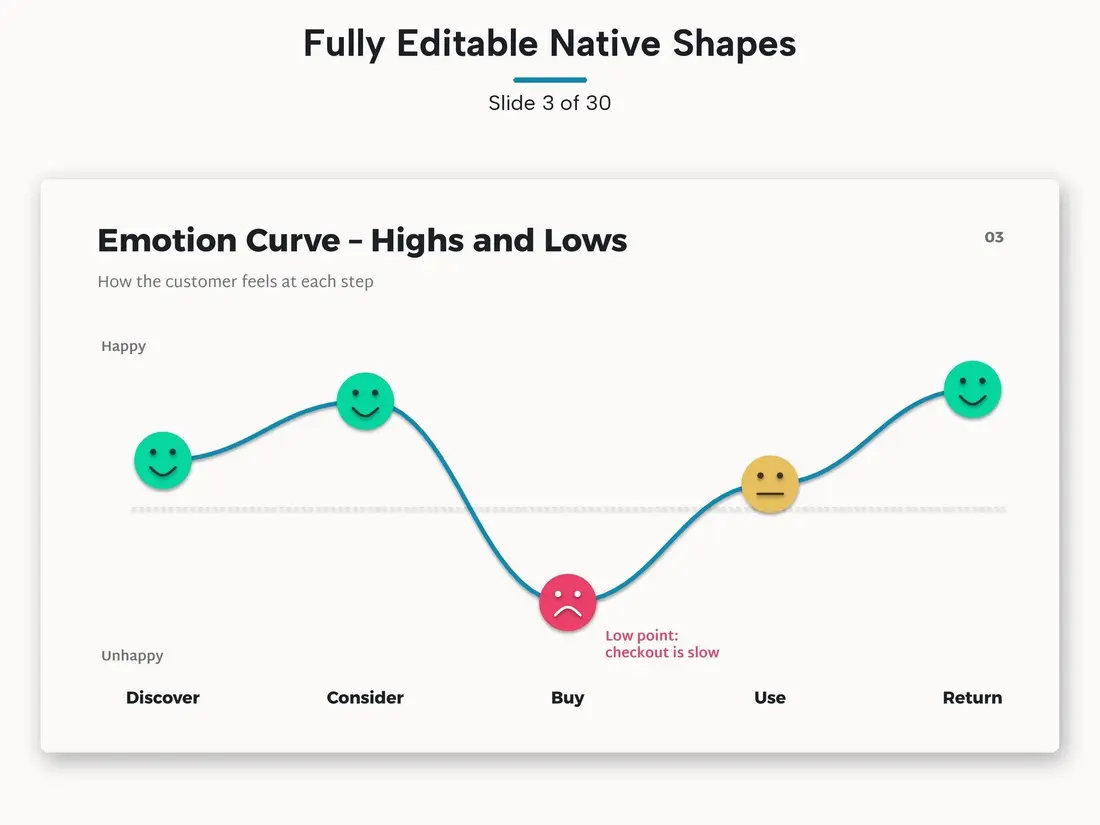 Fully Editable Native Shapes
Slide 3 of 30
Emotion Curve – Highs and Lows
03
How the customer feels at each step
Happy
Low point:
checkout is slow
Unhappy
Discover
Consider
Buy
Use
Return